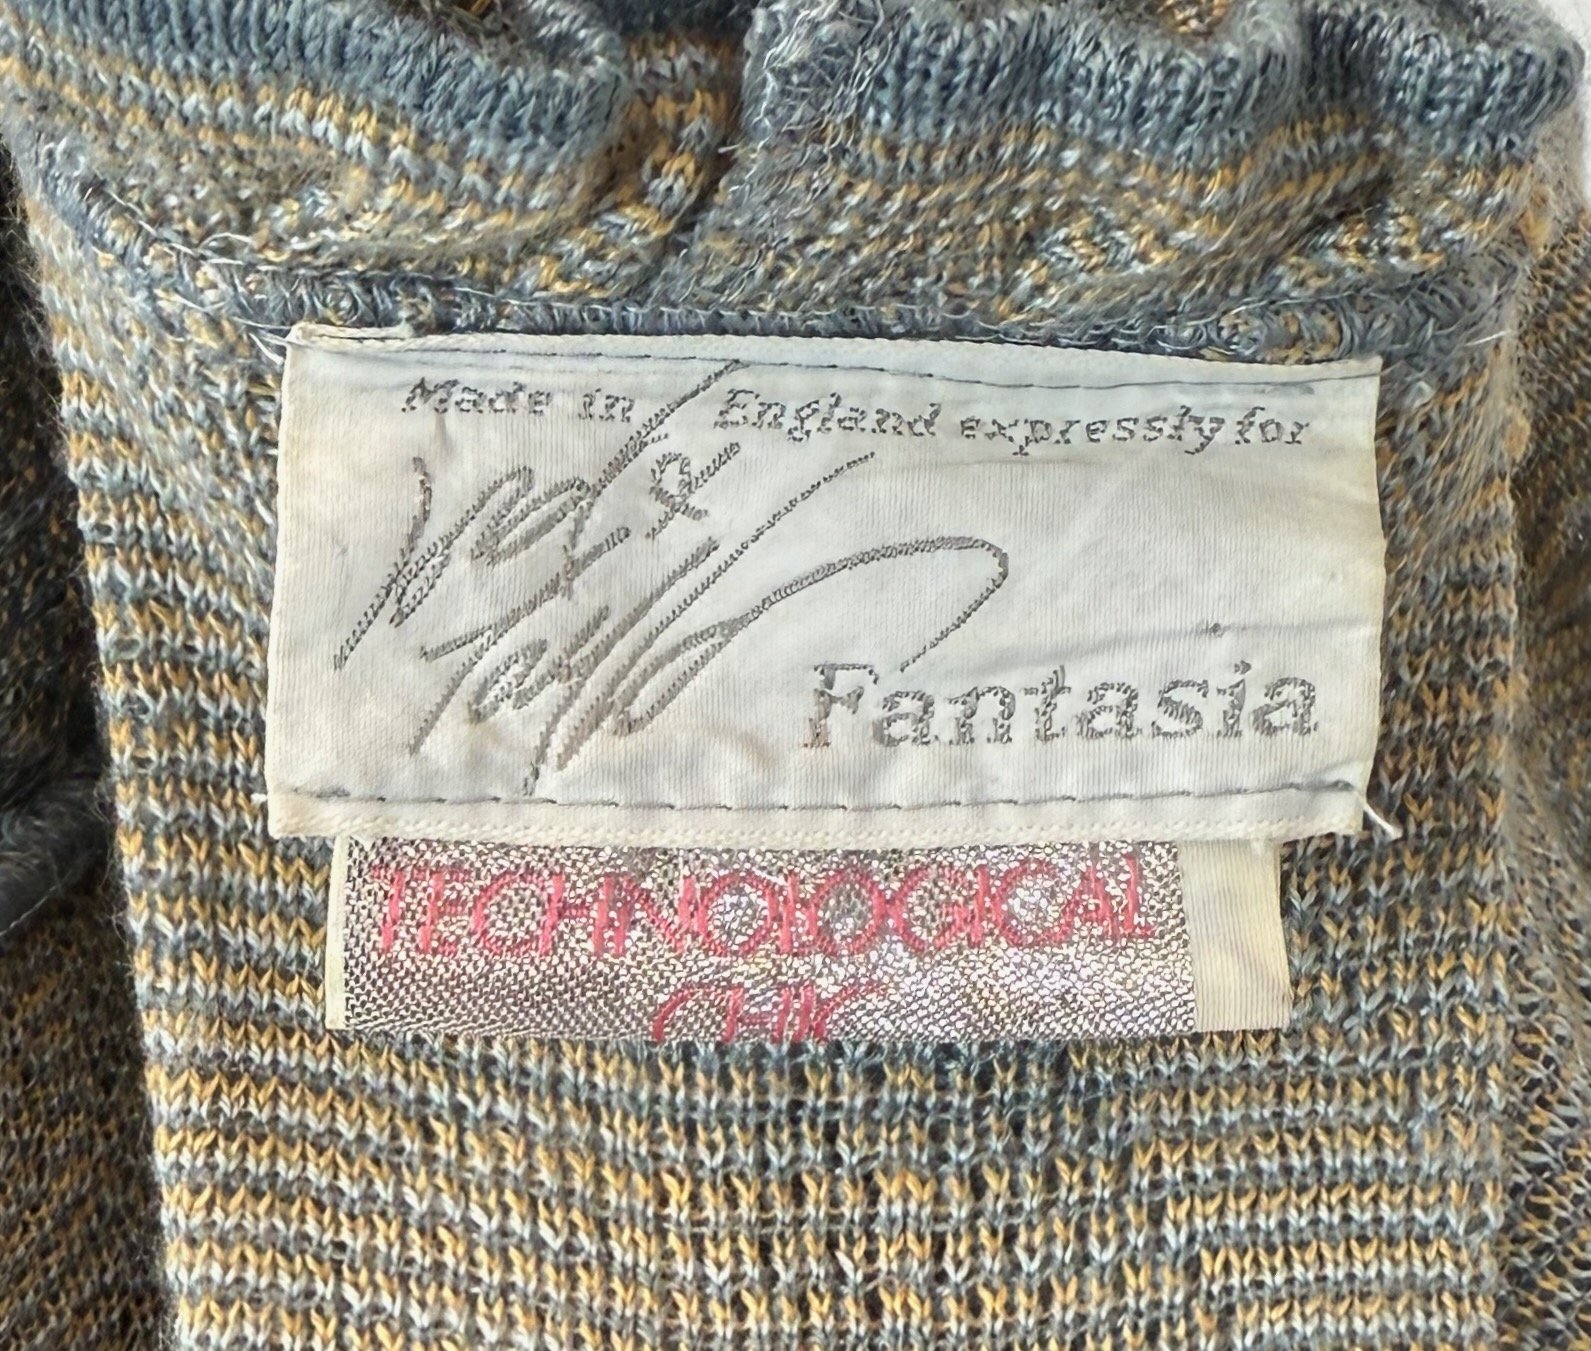 Made in England expressly for
&
Fantasia
TECHNOLOGICAL
CHIC